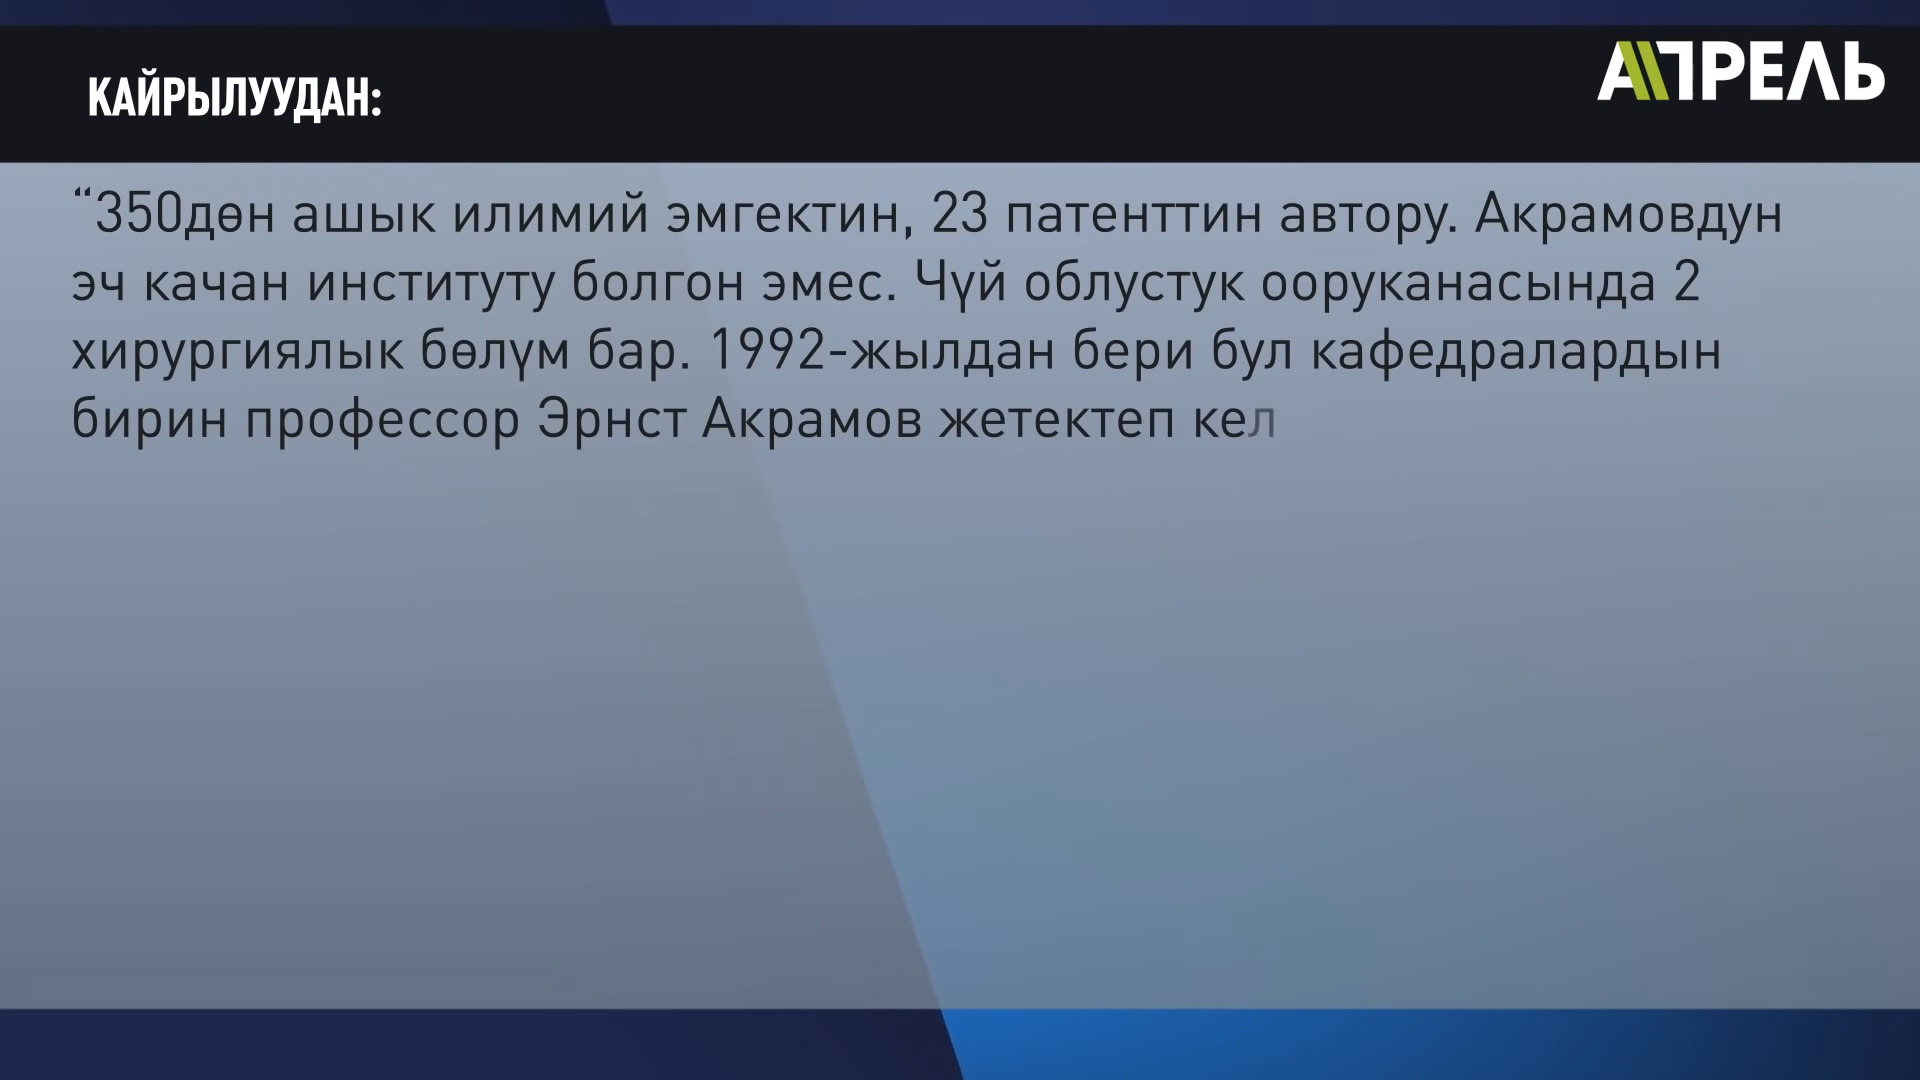 КАЙРЫЛУУДАН:
АПРЕЛЬ
“350дөн ашык илимий эмгектин, 23 патенттин автору. Акрамовдун
эч качан институту болгон эмес. Чүй облустук ооруканасында 2
хирургиялык бөлүм бар. 1992-жылдан бери бул кафедралардын
бирин профессор Эрнст Акрамов жетектеп кел